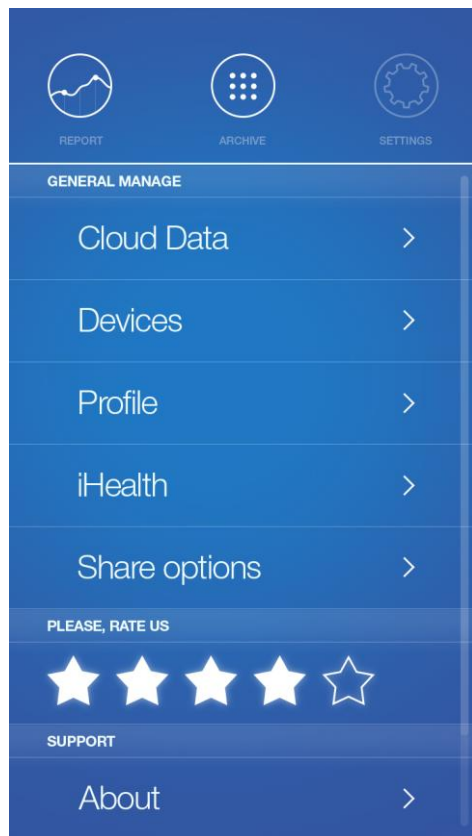 REPORT ARCHIVE SETTINGS
GENERAL MANAGE
Cloud Data
Devices
Profile
iHealth
Share options
PLEASE, RATE US
SUPPORT
About